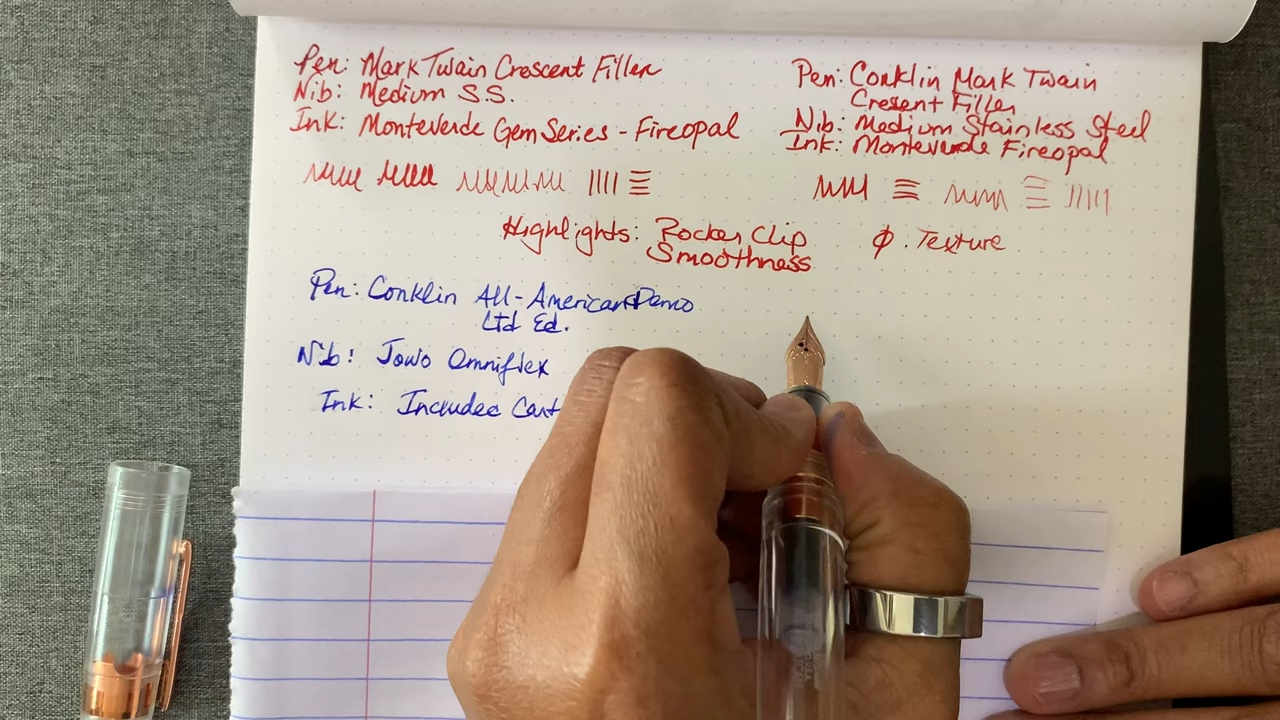 Pen: Mark Twain Crescent Filler
Nib: Medium S.S.
Ink: Monteverde Gem Series - Fireopal
Pen: Conklin Mark Twain
Cresent Filler
Nib: Medium Stainless Steel
Ink: Monteverde Fireopal
Highlights: Rocker Clip
Smoothness
φ. Texture
Pen: Conklin All-American Demo
Ltd Ed.
Nib: Jowo Omniflex
Ink: Includec Cart